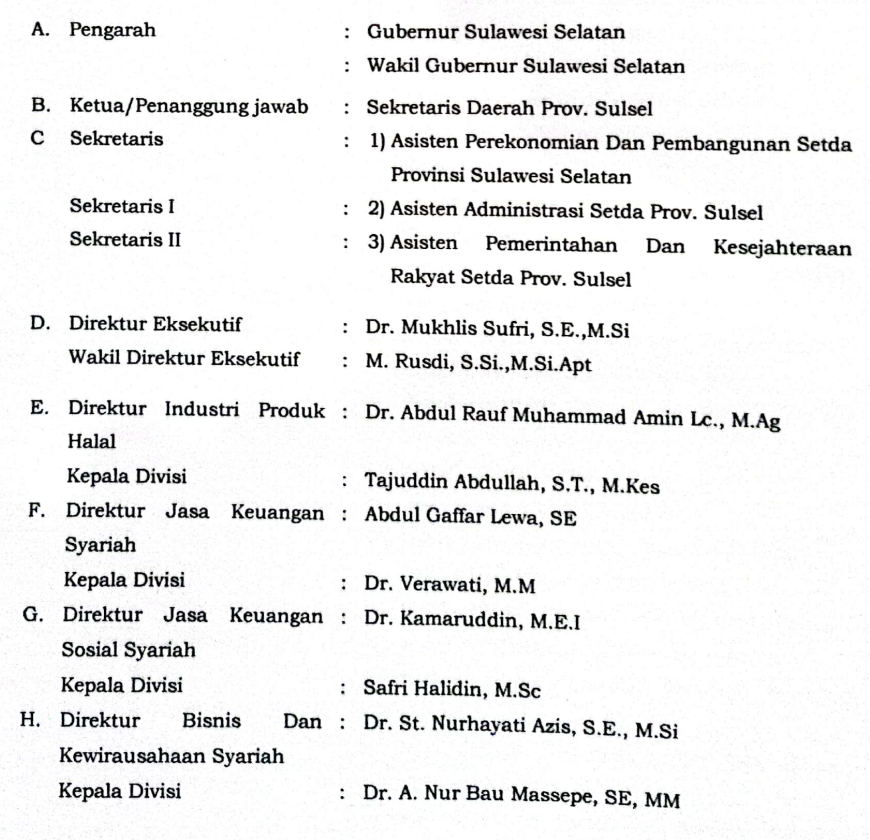 A. Pengarah : Gubernur Sulawesi Selatan
: Wakil Gubernur Sulawesi Selatan
B. Ketua/Penanggung jawab : Sekretaris Daerah Prov. Sulsel
C Sekretaris : 1) Asisten Perekonomian Dan Pembangunan Setda
Provinsi Sulawesi Selatan
Sekretaris I : 2) Asisten Administrasi Setda Prov. Sulsel
Sekretaris II : 3) Asisten Pemerintahan Dan Kesejahteraan
Rakyat Setda Prov. Sulsel
D. Direktur Eksekutif : Dr. Mukhlis Sufri, S.E.,M.Si
Wakil Direktur Eksekutif : M. Rusdi, S.Si.,M.Si.Apt
E. Direktur Industri Produk : Dr. Abdul Rauf Muhammad Amin Lc., M.Ag
Halal
Kepala Divisi : Tajuddin Abdullah, S.T., M.Kes
F. Direktur Jasa Keuangan : Abdul Gaffar Lewa, SE
Syariah
Kepala Divisi : Dr. Verawati, M.M
G. Direktur Jasa Keuangan : Dr. Kamaruddin, M.E.I
Sosial Syariah
Kepala Divisi : Safri Halidin, M.Sc
H. Direktur Bisnis Dan : Dr. St. Nurhayati Azis, S.E., M.Si
Kewirausahaan Syariah
Kepala Divisi : Dr. A. Nur Bau Massepe, SE, MM